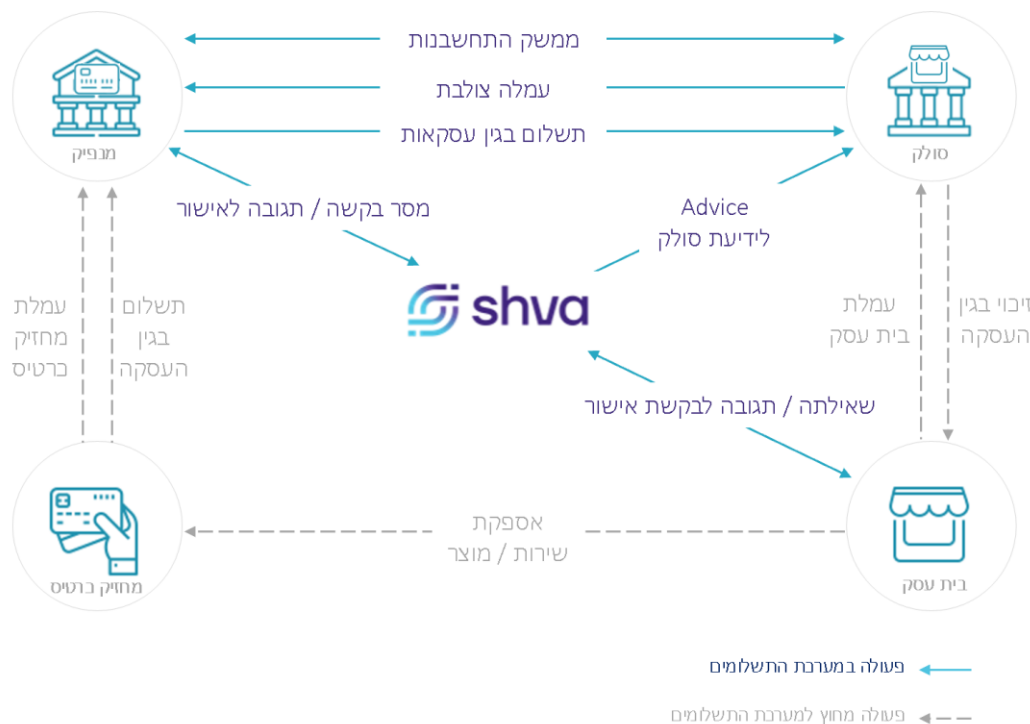 ממשק התחשבנות
עמלה צולבת
תשלום בגין עסקאות
מנפיק
סולק
מסר בקשה / תגובה לאישור
Advice
לידיעת סולק
shva
עמלת
מחזיק
ברטיס
תשלום
בגין
העסקה
עמלת
בית עסק
זיכוי בגין
העסקה
שאילתה / תגובה לבקשת אישור
אספקת
שירות / מוצר
מחזיק ברטיס
בית עסק
פעולה במערכת התשלומים
פעולה מחוץ למערכת התשלומים